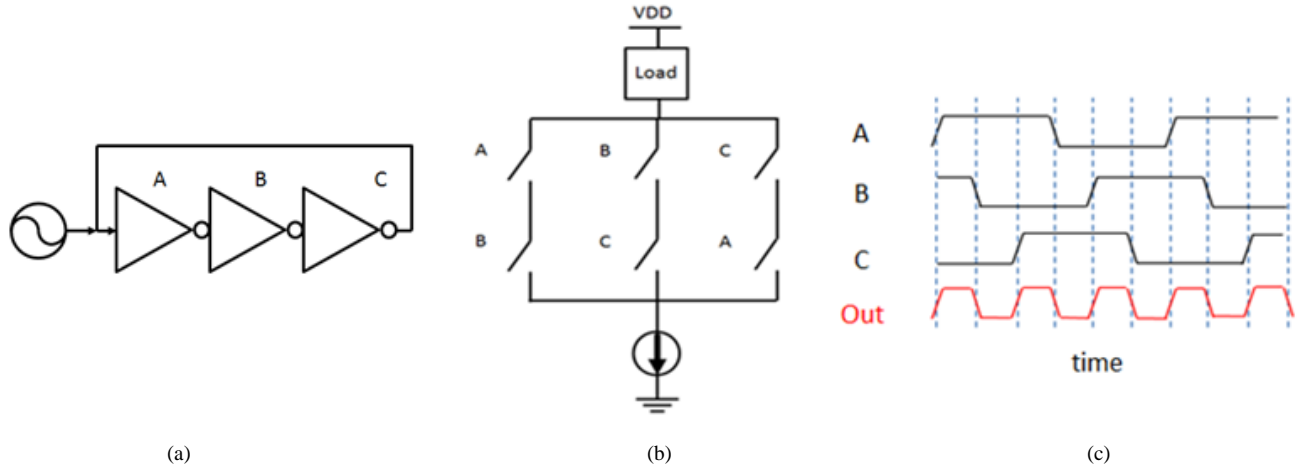 A B C
VDD
Load
A B C
B C A
A
B
C
Out
time
(a) (b) (c)